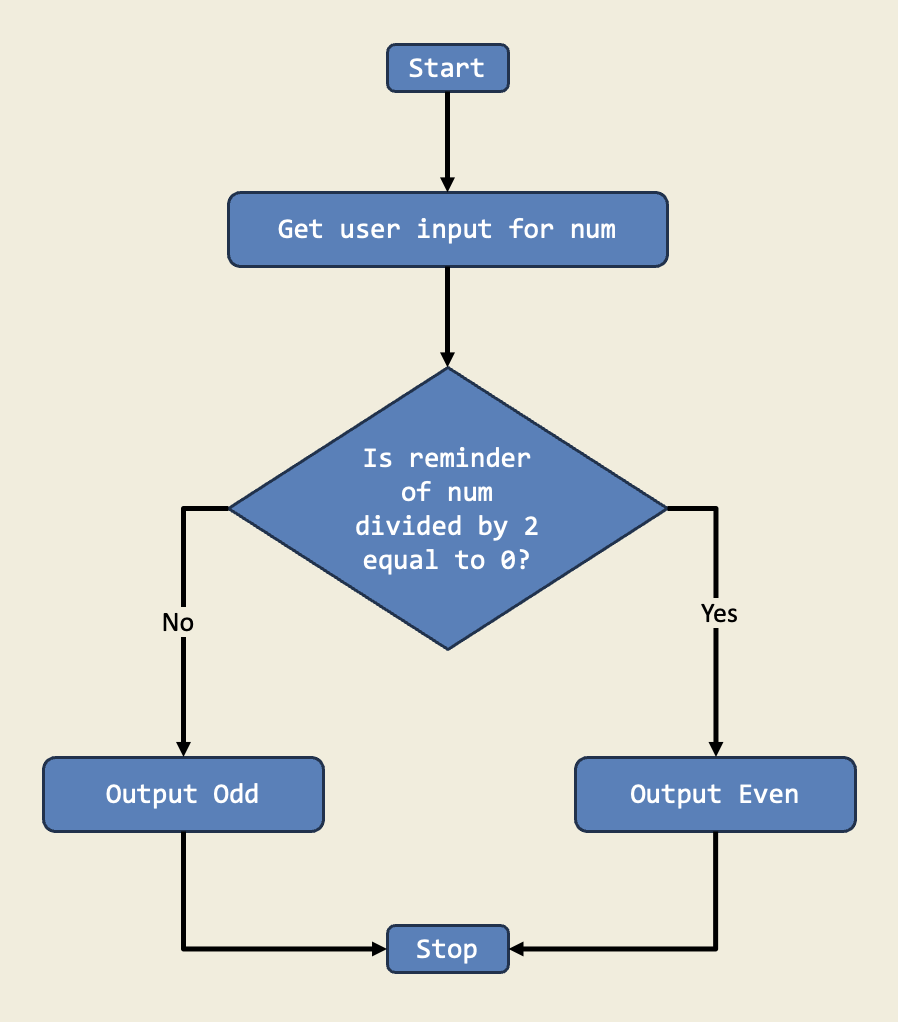 Start
Get user input for num
Is reminder
of num
divided by 2
equal to 0?
No
Yes
Output Odd
Output Even
Stop